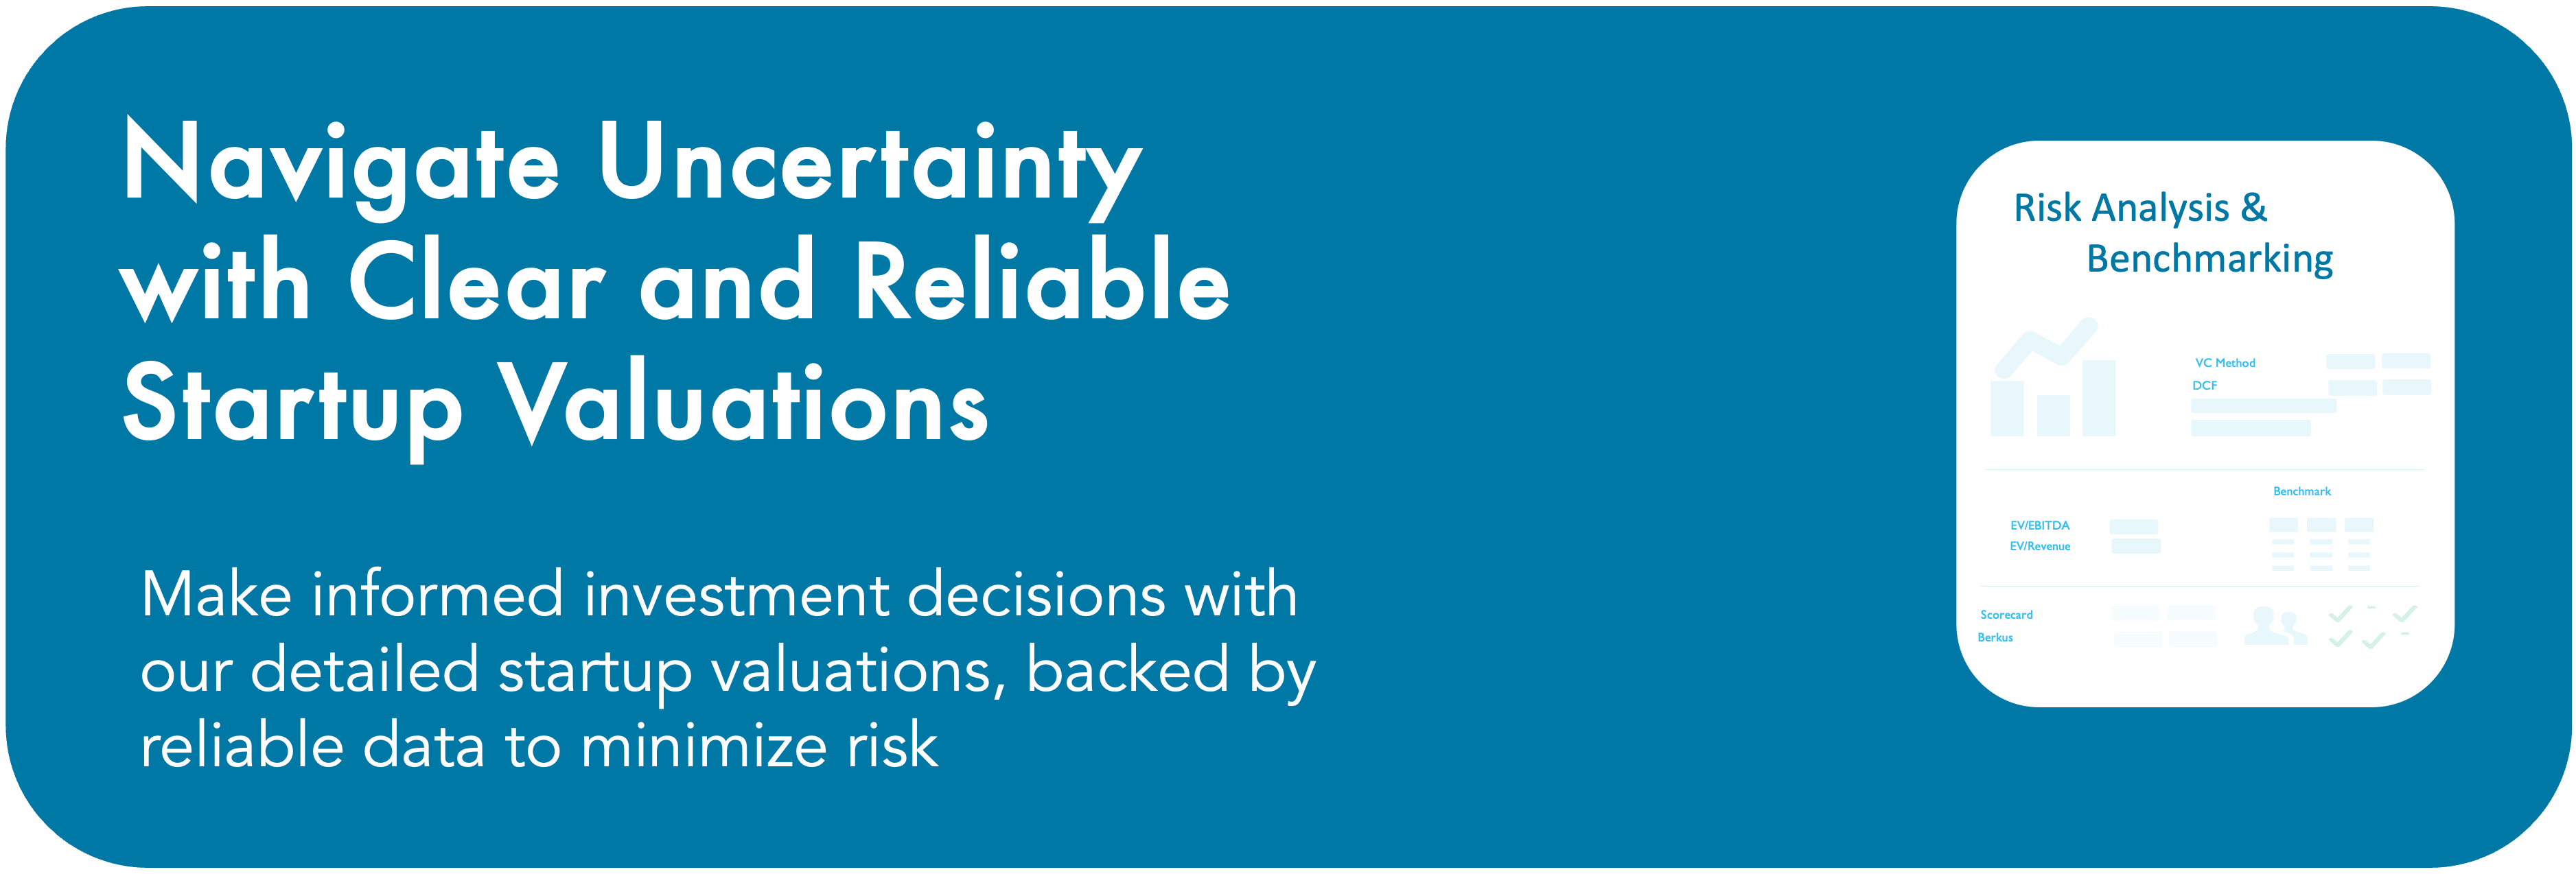 Navigate Uncertainty
with Clear and Reliable
Startup Valuations
Make informed investment decisions with
our detailed startup valuations, backed by
reliable data to minimize risk
Risk Analysis &
Benchmarking
VC Method
DCF
Benchmark
EV/EBITDA
EV/Revenue
Scorecard
Berkus